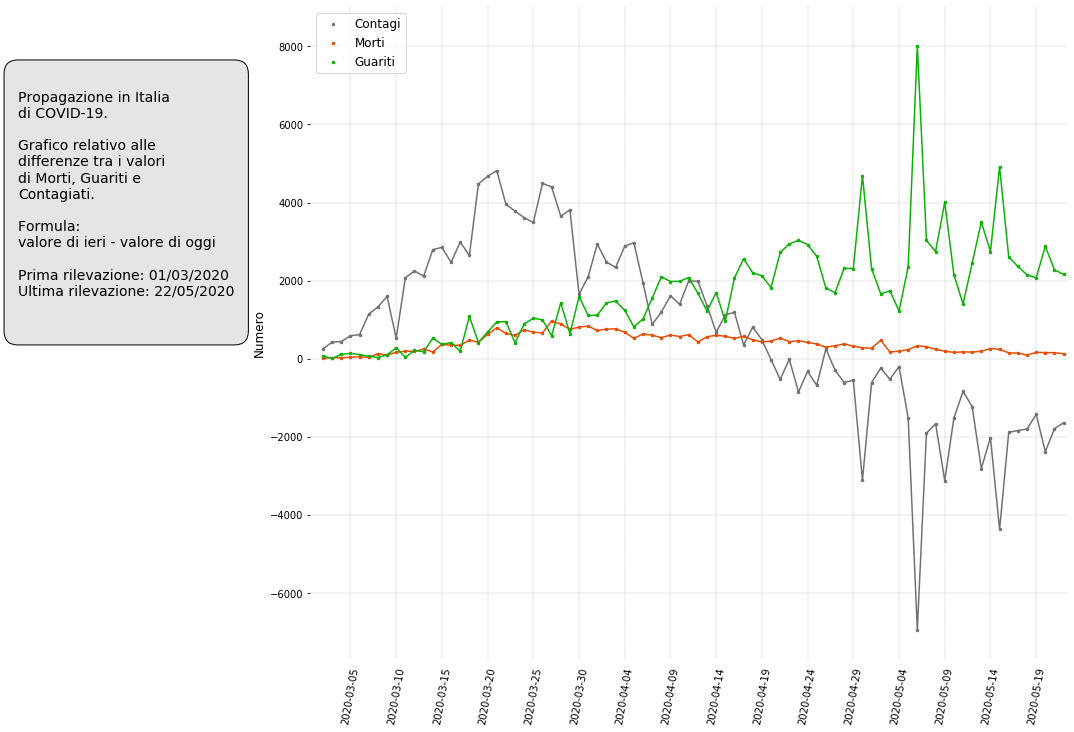 Propagazione in Italia
di COVID-19.
Grafico relativo alle
differenze tra i valori
di Morti, Guariti e
Contagiati.
Formula:
valore di ieri - valore di oggi
Prima rilevazione: 01/03/2020
Ultima rilevazione: 22/05/2020
Contagi
Morti
Guariti
Numero
8000
6000
4000
2000
0
−2000
−4000
−6000
2020-03-05
2020-03-10
2020-03-15
2020-03-20
2020-03-25
2020-03-30
2020-04-04
2020-04-09
2020-04-14
2020-04-19
2020-04-24
2020-04-29
2020-05-04
2020-05-09
2020-05-14
2020-05-19